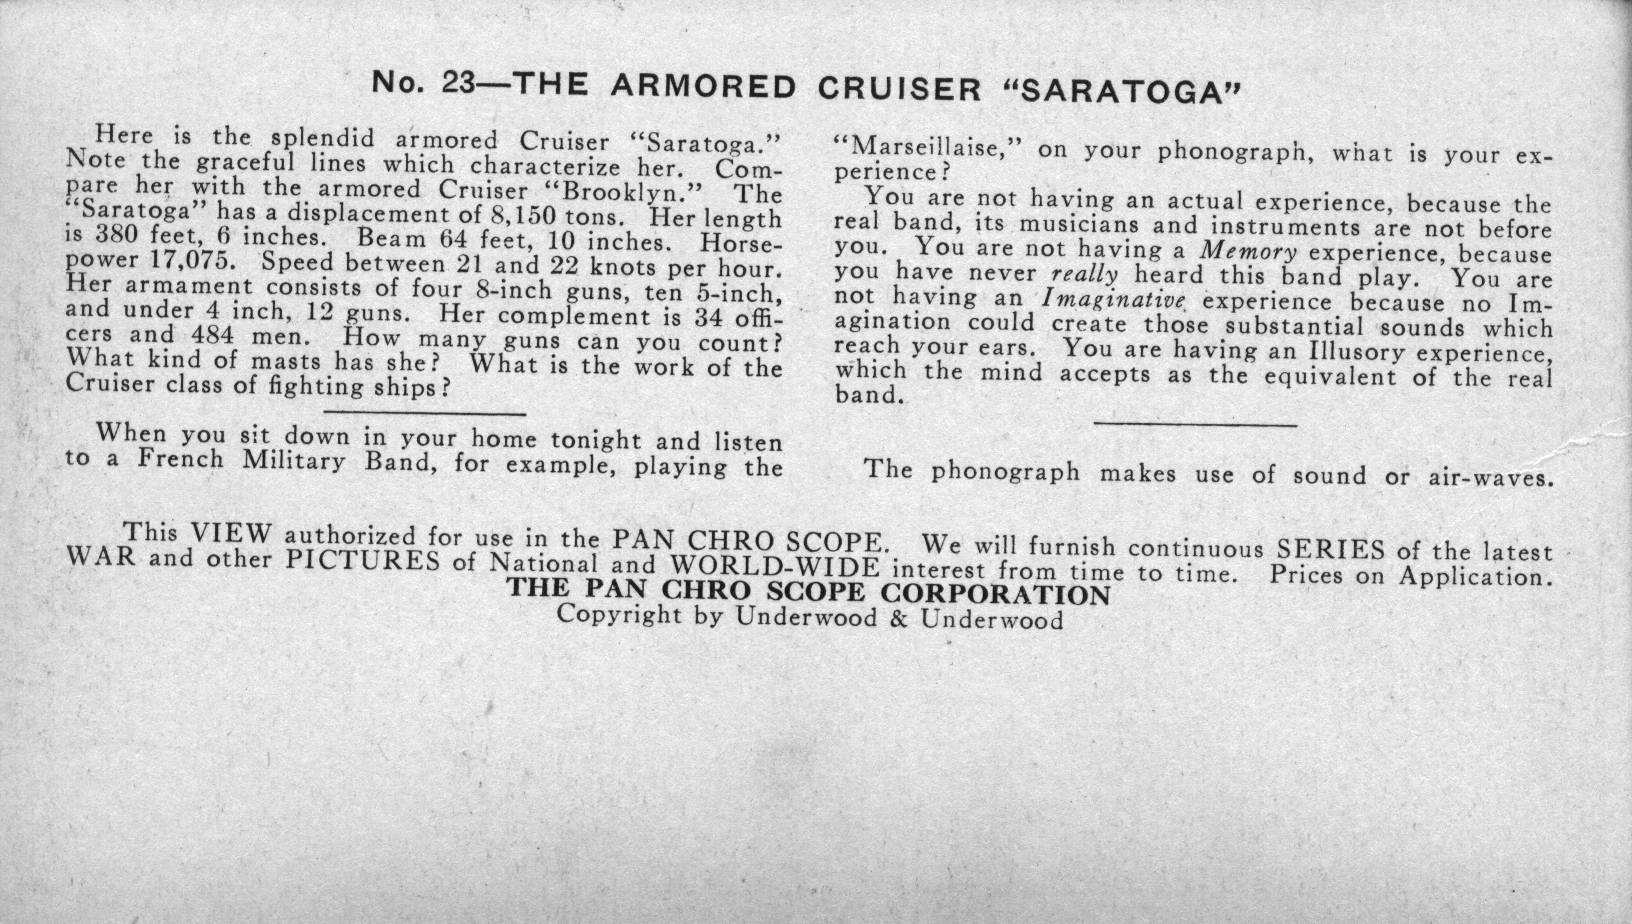 No. 23—THE ARMORED CRUISER “SARATOGA”
Here is the splendid armored Cruiser “Saratoga.”
Note the graceful lines which characterize her. Com-
pare her with the armored Cruiser “Brooklyn.” The
“Saratoga” has a displacement of 8,150 tons. Her length
is 380 feet, 6 inches. Beam 64 feet, 10 inches. Horse-
power 17,075. Speed between 21 and 22 knots per hour.
Her armament consists of four 8-inch guns, ten 5-inch,
and under 4 inch, 12 guns. Her complement is 34 offi-
cers and 484 men. How many guns can you count?
What kind of masts has she? What is the work of the
Cruiser class of fighting ships?
When you sit down in your home tonight and listen
to a French Military Band, for example, playing the
“Marseillaise,” on your phonograph, what is your ex-
perience?
You are not having an actual experience, because the
real band, its musicians and instruments are not before
you. You are not having a Memory experience, because
you have never really heard this band play. You are
not having an Imaginative experience because no Im-
agination could create those substantial sounds which
reach your ears. You are having an Illusory experience,
which the mind accepts as the equivalent of the real
band.
The phonograph makes use of sound or air-waves.
This VIEW authorized for use in the PAN CHRO SCOPE. We will furnish continuous SERIES of the latest
WAR and other PICTURES of National and WORLD-WIDE interest from time to time. Prices on Application.
THE PAN CHRO SCOPE CORPORATION
Copyright by Underwood & Underwood